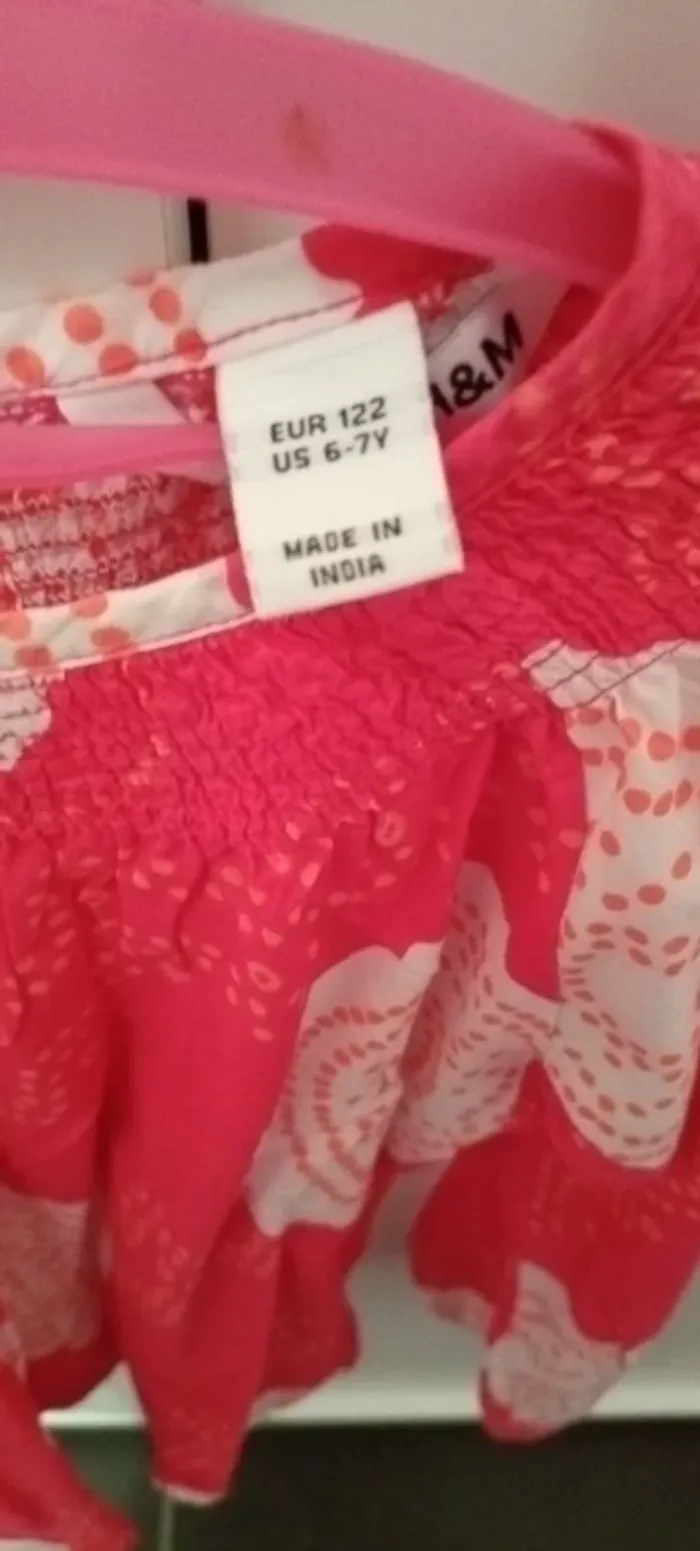 &M
EUR 122
US 6-7Y
MADE IN
INDIA